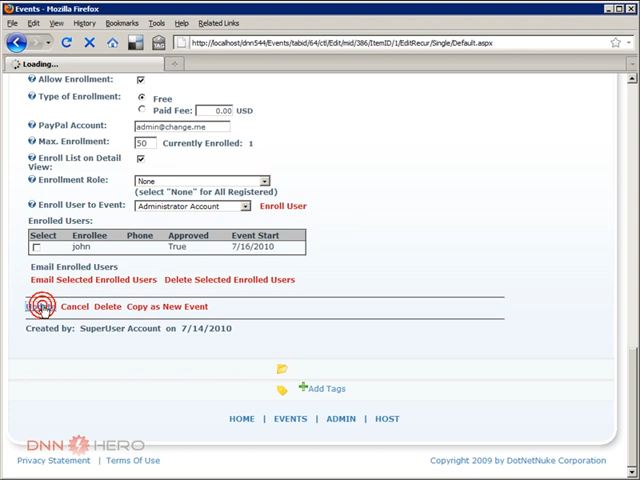 Events - Mozilla Firefox
File Edit View History Bookmarks Tools Help Related Links
http://localhost/dnn544/Events/tabid/64/ctl/Edit/mid/386/ItemID/1/EditRecur/Single/Default.aspx
Loading...
Allow Enrollment:
Type of Enrollment: Free
Paid Fee: 0.00 USD
PayPal Account: admin@change.me
Max. Enrollment: 50 Currently Enrolled: 1
Enroll List on Detail
View:
Enrollment Role: None
(select "None" for All Registered)
Enroll User to Event: Administrator Account Enroll User
Enrolled Users:
Select Enrollee Phone Approved Event Start
john True 7/16/2010
Email Enrolled Users
Email Selected Enrolled Users Delete Selected Enrolled Users
Cancel Delete Copy as New Event
Created by: SuperUser Account on 7/14/2010
Add Tags
HOME | EVENTS | ADMIN | HOST
DNN HERO
Privacy Statement | Terms Of Use Copyright 2009 by DotNetNuke Corporation